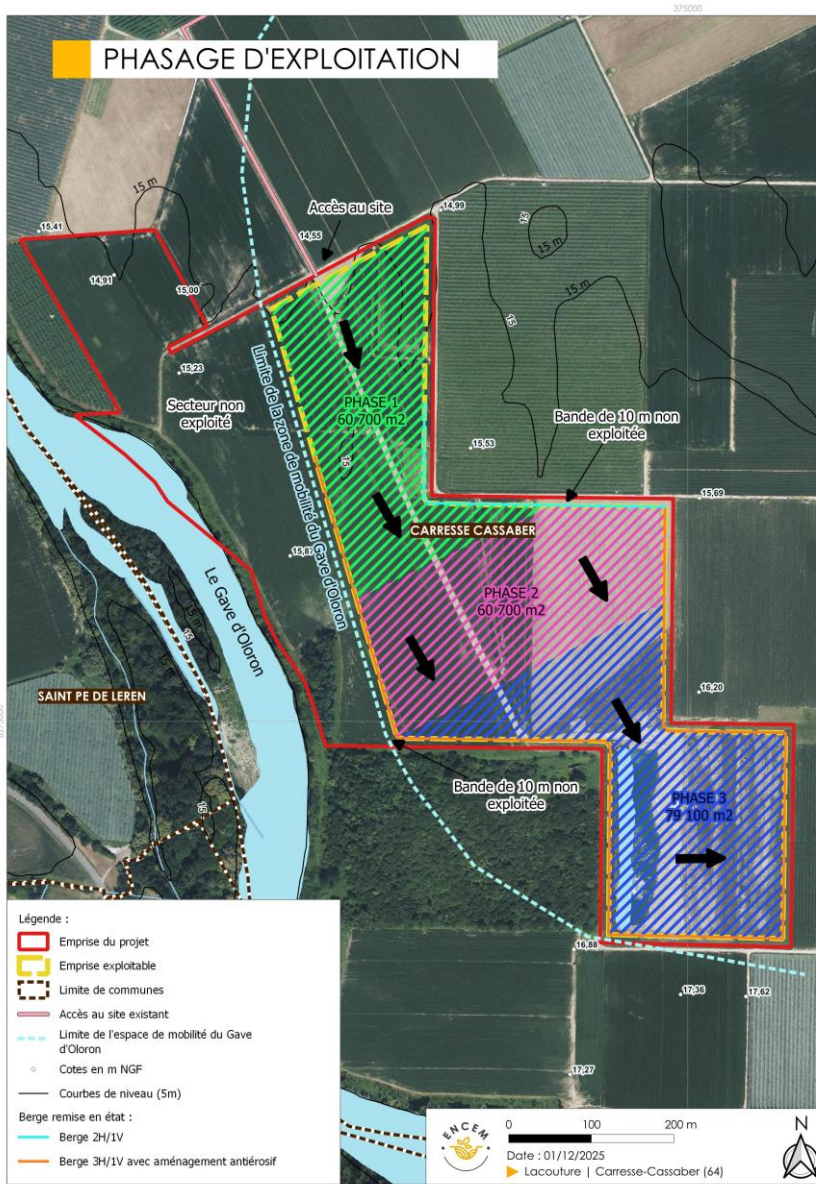 375000
PHASAGE D'EXPLOITATION
15 m
Accès au site
14,99
15,41
14,55
15
15 m
14,91
15,00
15 m
15
15,23
Limite de la zone de mobilité du Gave d'Oloron
Secteur non
exploité
PHASE 1
60 700 m2
Bande de 10 m non
exploitée
15
15,53
15,69
CARRESSE CASSABER
15,87
Le Gave d'Oloron
PHASE 2
60 700 m2
15 m
15
15 m
SAINT PE DE LEREN
16,20
Bande de 10 m non
exploitée
PHASE 3
79 100 m2
15
Légende :
Emprise du projet
Emprise exploitable
Limite de communes
Accès au site existant
Limite de l'espace de mobilité du Gave
d'Oloron
Cotes en m NGF
Courbes de niveau (5m)
Berge remise en état :
Berge 2H/1V
Berge 3H/1V avec aménagement antiérosif
16,88
17,36
17,62
17,27
ENCEM
0 100 200 m
Date : 01/12/2025
Lacouture | Carresse-Cassaber (64)
N